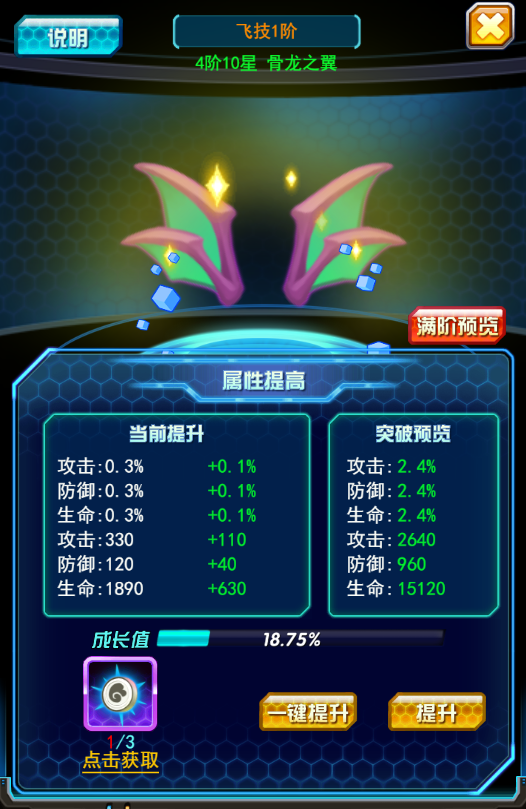 说明
飞技1阶
4阶10星 骨龙之翼
满阶预览
属性提高
当前提升
攻击:0.3% +0.1%
防御:0.3% +0.1%
生命:0.3% +0.1%
攻击:330 +110
防御:120 +40
生命:1890 +630
突破预览
攻击:2.4%
防御:2.4%
生命:2.4%
攻击:2640
防御:960
生命:15120
成长值 18.75%
1/3
点击获取
一键提升
提升